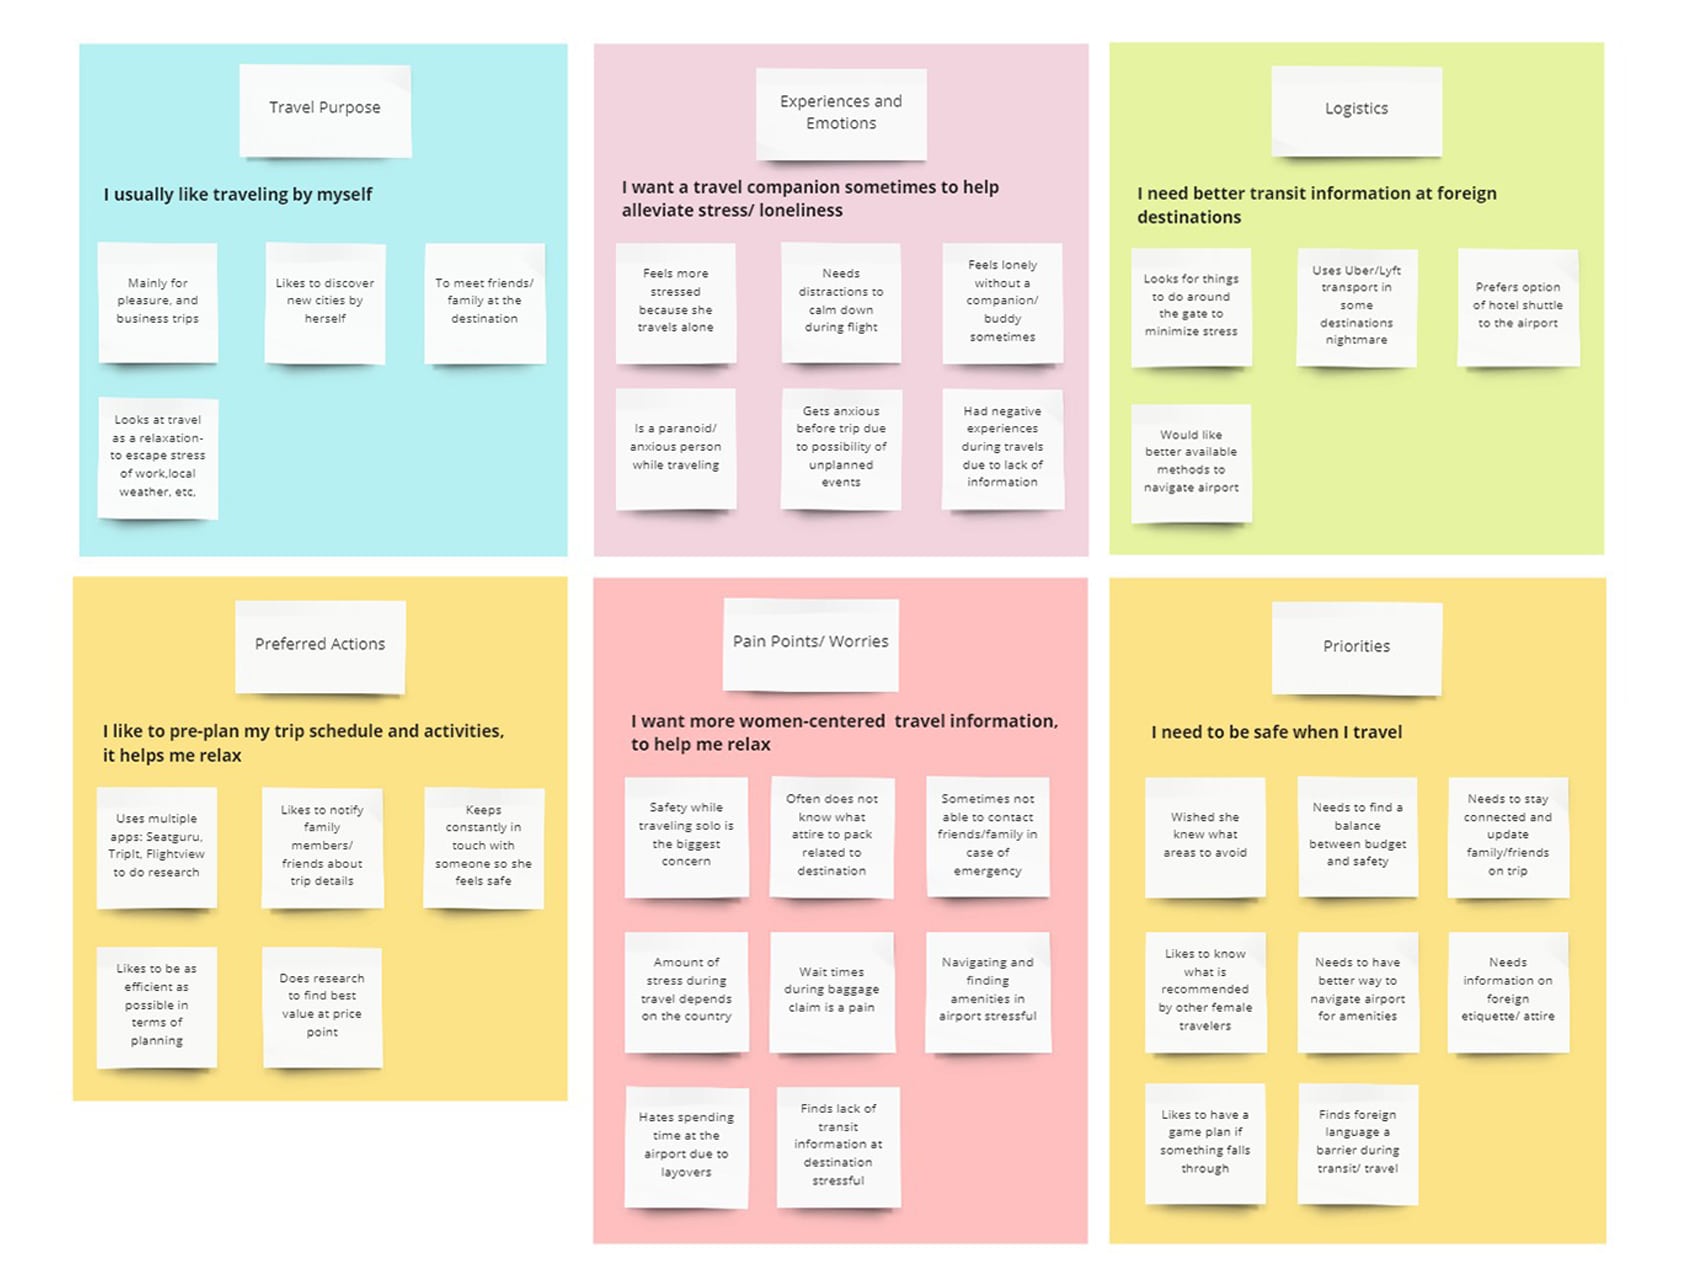 Travel Purpose
I usually like traveling by myself
Mainly for
pleasure, and
business trips
Likes to discover
new cities by
herself
To meet friends/
family at the
destination
Looks at travel
as a relaxation-
to escape stress
of work,local
weather, etc,
Experiences and
Emotions
I want a travel companion sometimes to help
alleviate stress/ loneliness
Feels more
stressed
because she
travels alone
Needs
distractions to
calm down
during flight
Feels lonely
without a
companion/
buddy
sometimes
Is a paranoid/
anxious person
while traveling
Gets anxious
before trip due
to possibility of
unplanned
events
Had negative
experiences
during travels
due to lack of
information
Logistics
I need better transit information at foreign
destinations
Looks for things
to do around
the gate to
minimize stress
Uses Uber/Lyft
transport in
some
destinations
nightmare
Prefers option
of hotel shuttle
to the airport
Would like
better available
methods to
navigate airport
Preferred Actions
I like to pre-plan my trip schedule and activities,
it helps me relax
Uses multiple
apps: Seatguru,
TripIt, Flightview
to do research
Likes to notify
family
members/
friends about
trip details
Keeps
constantly in
touch with
someone so she
feels safe
Likes to be as
efficient as
possible in
terms of
planning
Does research
to find best
value at price
point
Pain Points/ Worries
I want more women-centered  travel information,
to help me relax
Safety while
traveling solo is
the biggest
concern
Often does not
know what
attire to pack
related to
destination
Sometimes not
able to contact
friends/family in
case of
emergency
Amount of
stress during
travel depends
on the country
Wait times
during baggage
claim is a pain
Navigating and
finding
amenities in
airport stressful
Hates spending
time at the
airport due to
layovers
Finds lack of
transit
information at
destination
stressful
Priorities
I need to be safe when I travel
Wished she
knew what
areas to avoid
Needs to find a
balance
between budget
and safety
Needs to stay
connected and
update
family/friends
on trip
Likes to know
what is
recommended
by other female
travelers
Needs to have
better way to
navigate airport
for amenities
Needs
information on
foreign
etiquette/ attire
Likes to have a
game plan if
something falls
through
Finds foreign
language a
barrier during
transit/ travel